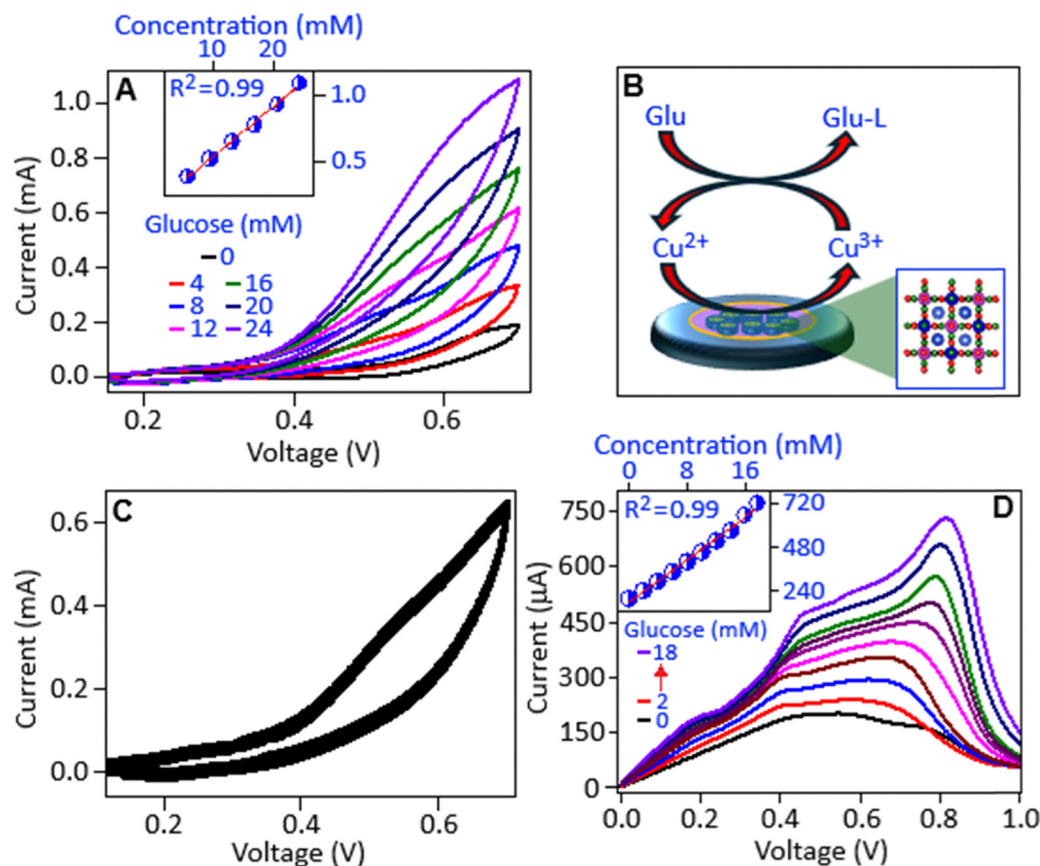 Concentration (mM)
10 20
A
R²=0.99
1.0
0.5
1.0
0.8
0.6
0.4
0.2
0.0
Current (mA)
Glucose (mM)
0
4 16
8 20
12 24
0.2 0.4 0.6
Voltage (V)
B
Glu Glu-L
Cu²⁺ Cu³⁺
C
0.6
0.4
0.2
0.0
Current (mA)
0.2 0.4 0.6
Voltage (V)
Concentration (mM)
0 8 16
D
R²=0.99
720
480
240
750
600
450
300
150
0
Current (μA)
Glucose (mM)
18
2
0
0.0 0.2 0.4 0.6 0.8 1.0
Voltage (V)